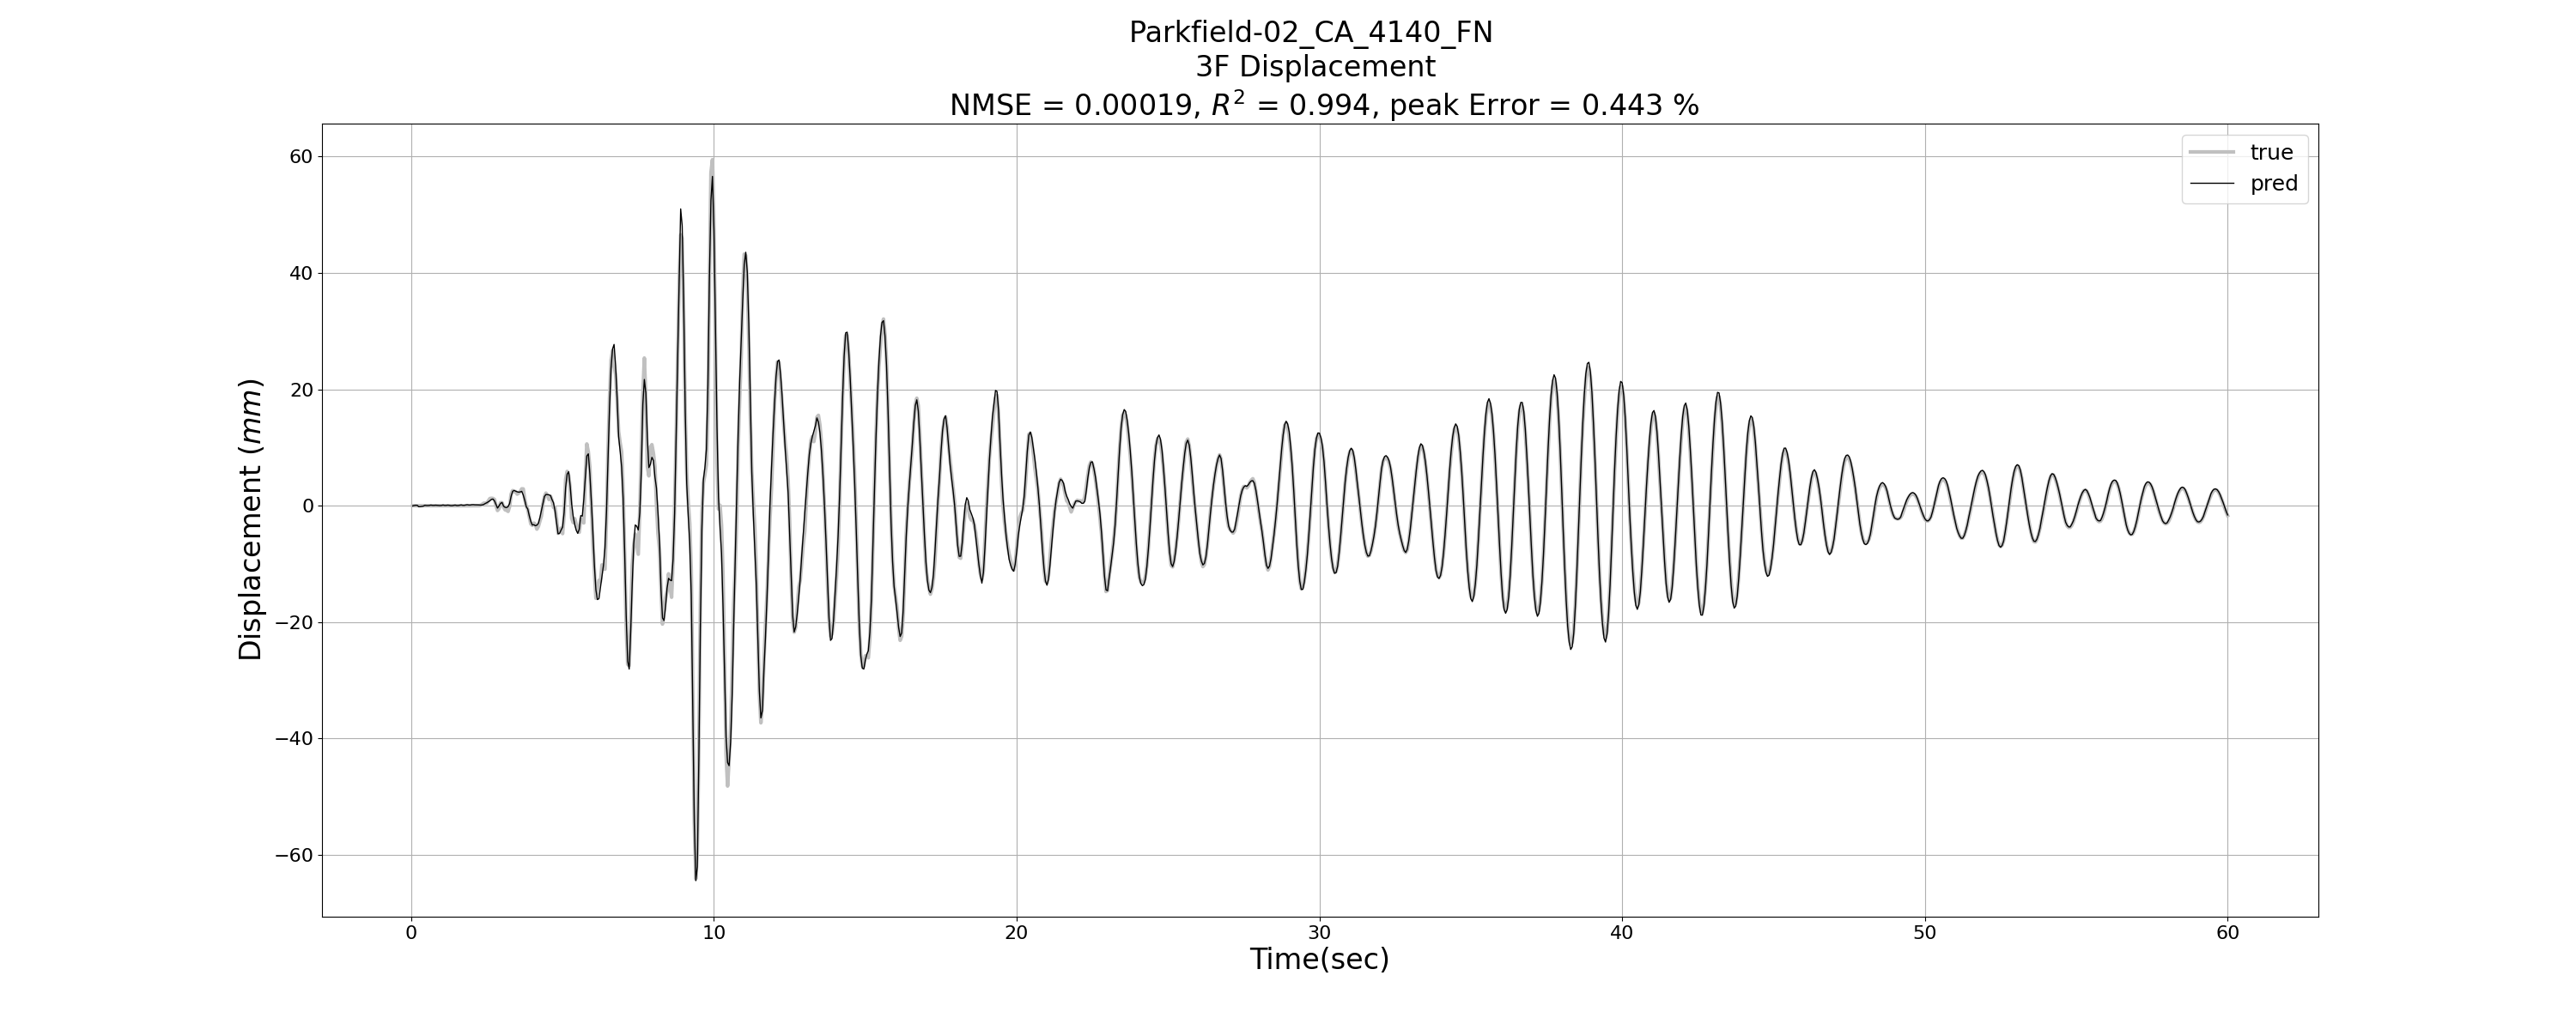 Parkfield-02_CA_4140_FN
3F Displacement
NMSE = 0.00019, R² = 0.994, peak Error = 0.443 %
60
40
20
0
−20
−40
−60
Displacement (mm)
true
pred
0 10 20 30 40 50 60
Time(sec)